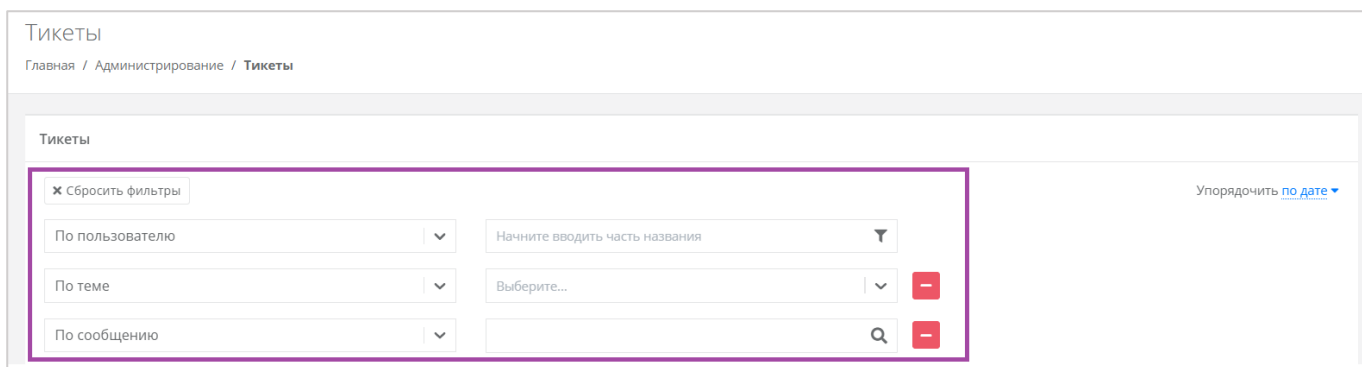 Тикеты
Главная / Администрирование / Тикеты
Тикеты
× Сбросить фильтры
Упорядочить по дате
По пользователю
Начните вводить часть названия
По теме
Выберите...
По сообщению